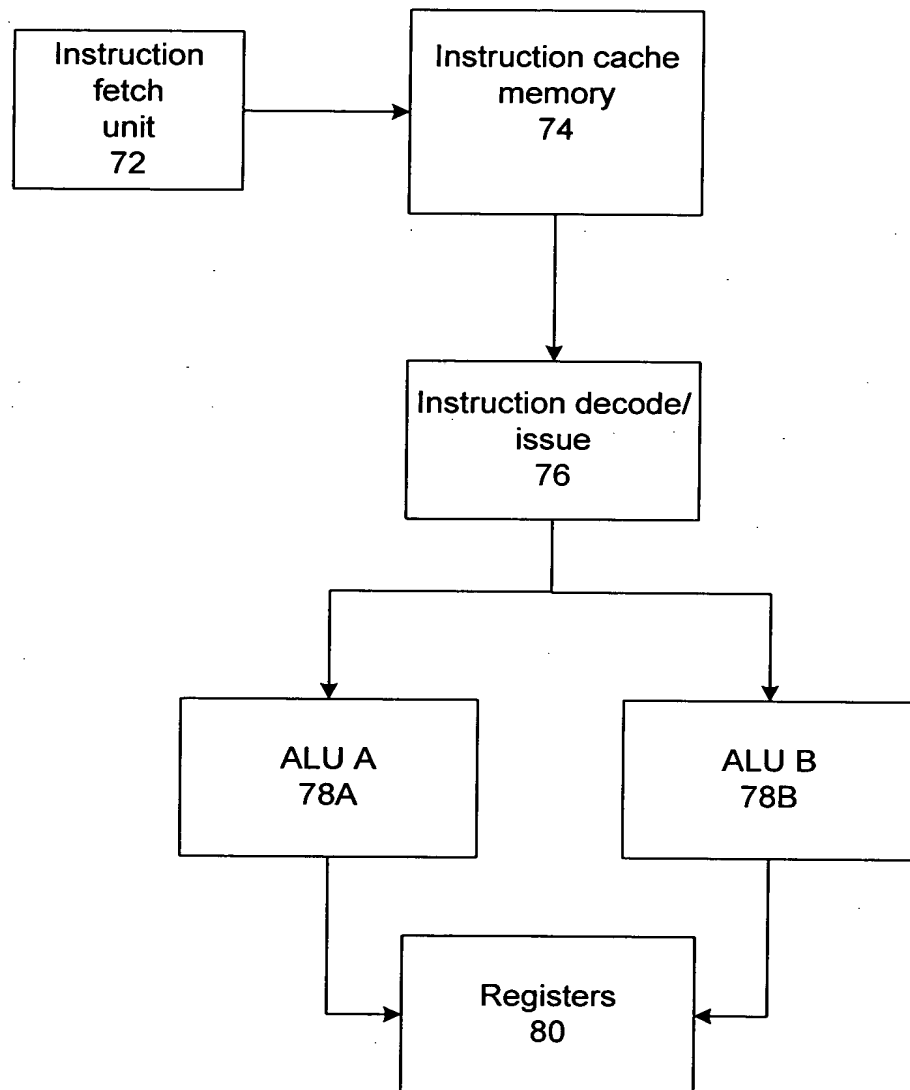 Instruction
fetch
unit
72
Instruction cache
memory
74
Instruction decode/
issue
76
ALU A
78A
ALU B
78B
Registers
80